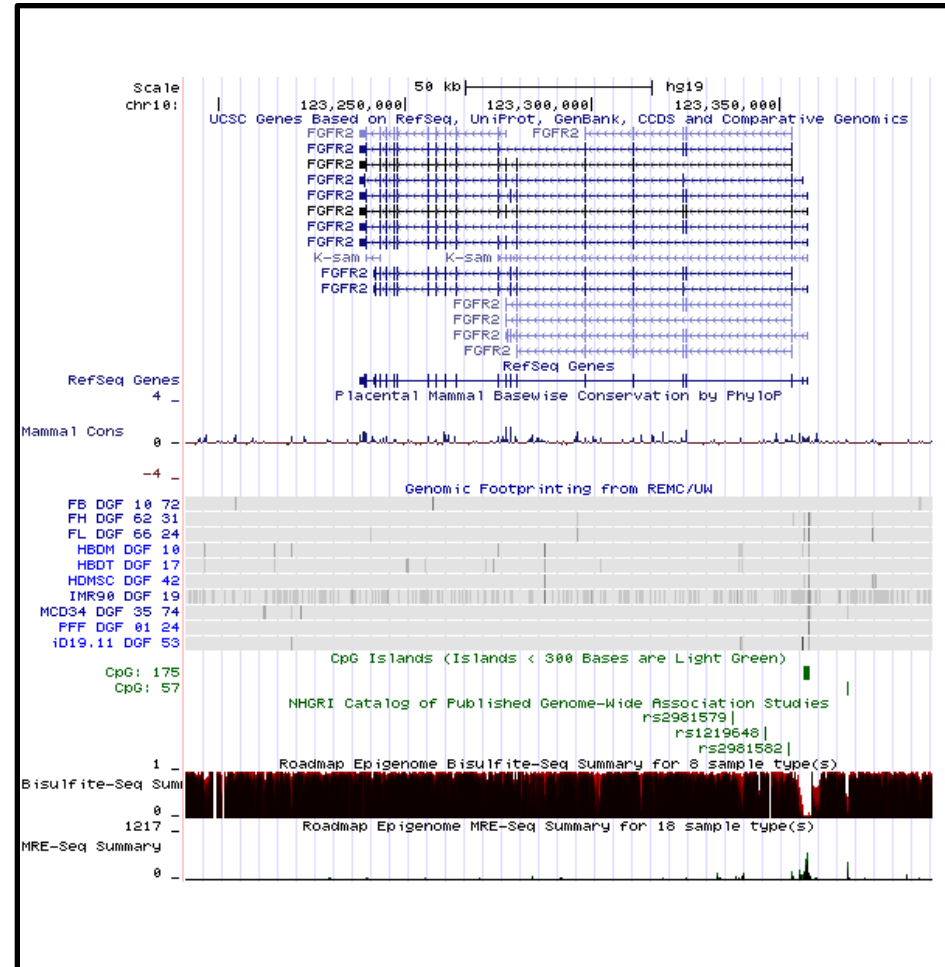 Scale 50 kb hg19
chr10: 123,250,000 123,300,000 123,350,000
UCSC Genes Based on RefSeq, UniProt, GenBank, CCDS and Comparative Genomics
FGFR2 FGFR2
FGFR2
FGFR2
FGFR2
FGFR2
FGFR2
FGFR2
FGFR2
K-sam K-sam
FGFR2
FGFR2
FGFR2
FGFR2
FGFR2
FGFR2
RefSeq Genes
RefSeq Genes
Placental Mammal Basewise Conservation by PhyloP
4 _
Mammal Cons
0 _
-4 _
Genomic Footprinting from REMC/UW
FB DGF 10 72
FH DGF 62 31
FL DGF 66 24
HBDM DGF 10
HBDT DGF 17
HDMSC DGF 42
IMR90 DGF 19
MCD34 DGF 35 74
PFF DGF 01 24
iD19.11 DGF 53
CpG Islands (Islands < 300 Bases are Light Green)
CpG: 175
CpG: 57
NHGRI Catalog of Published Genome-Wide Association Studies
rs2981579
rs1219648
rs2981582
1 _ Roadmap Epigenome Bisulfite-Seq Summary for 8 sample type(s)
Bisulfite-Seq Sum
0 _
1217 _ Roadmap Epigenome MRE-Seq Summary for 18 sample type(s)
MRE-Seq Summary
0 _